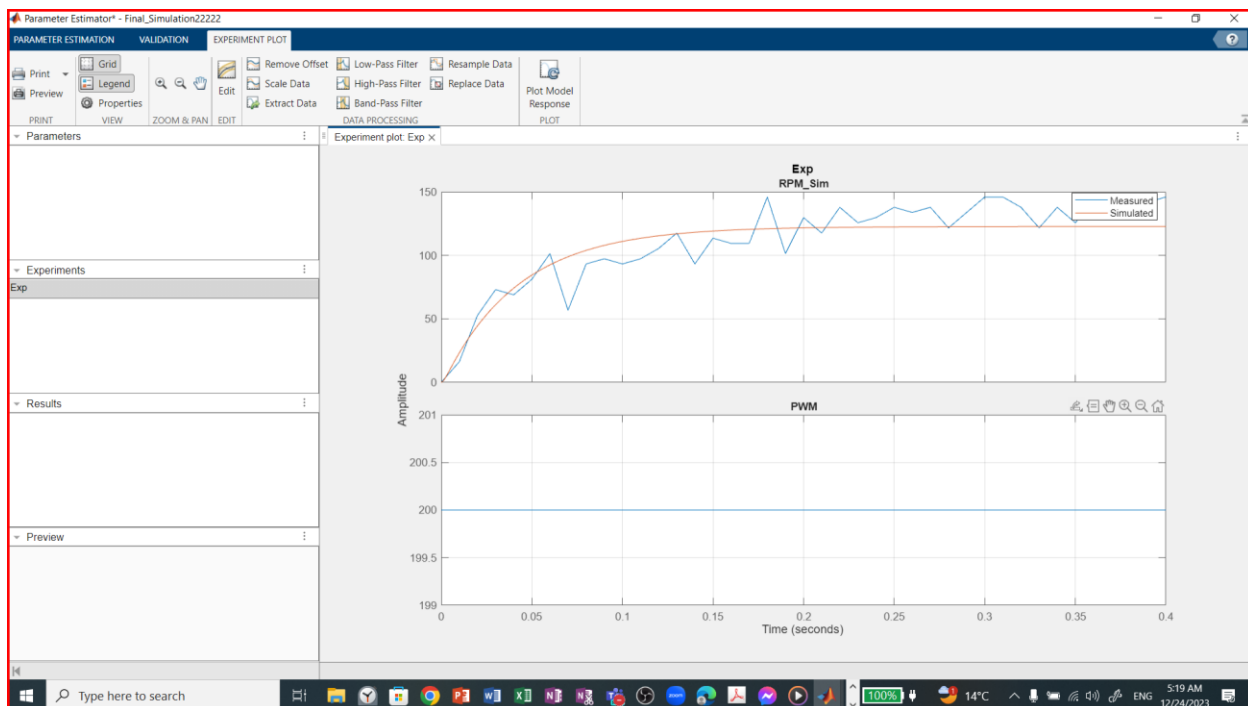 Parameter Estimator* - Final_Simulation22222
PARAMETER ESTIMATION VALIDATION EXPERIMENT PLOT
Print
Preview
PRINT
Grid
Legend
Properties
VIEW
ZOOM & PAN
Edit
EDIT
Remove Offset Low-Pass Filter Resample Data
Scale Data High-Pass Filter Replace Data
Extract Data Band-Pass Filter
DATA PROCESSING
Plot Model
Response
PLOT
Parameters
Experiments
Exp
Results
Preview
Experiment plot: Exp
Exp
RPM_Sim
Measured
Simulated
150
100
50
0
Amplitude
PWM
201
200.5
200
199.5
199
0 0.05 0.1 0.15 0.2 0.25 0.3 0.35 0.4
Time (seconds)
Type here to search
zoom
100%
14°C
ENG
5:19 AM
12/24/2023